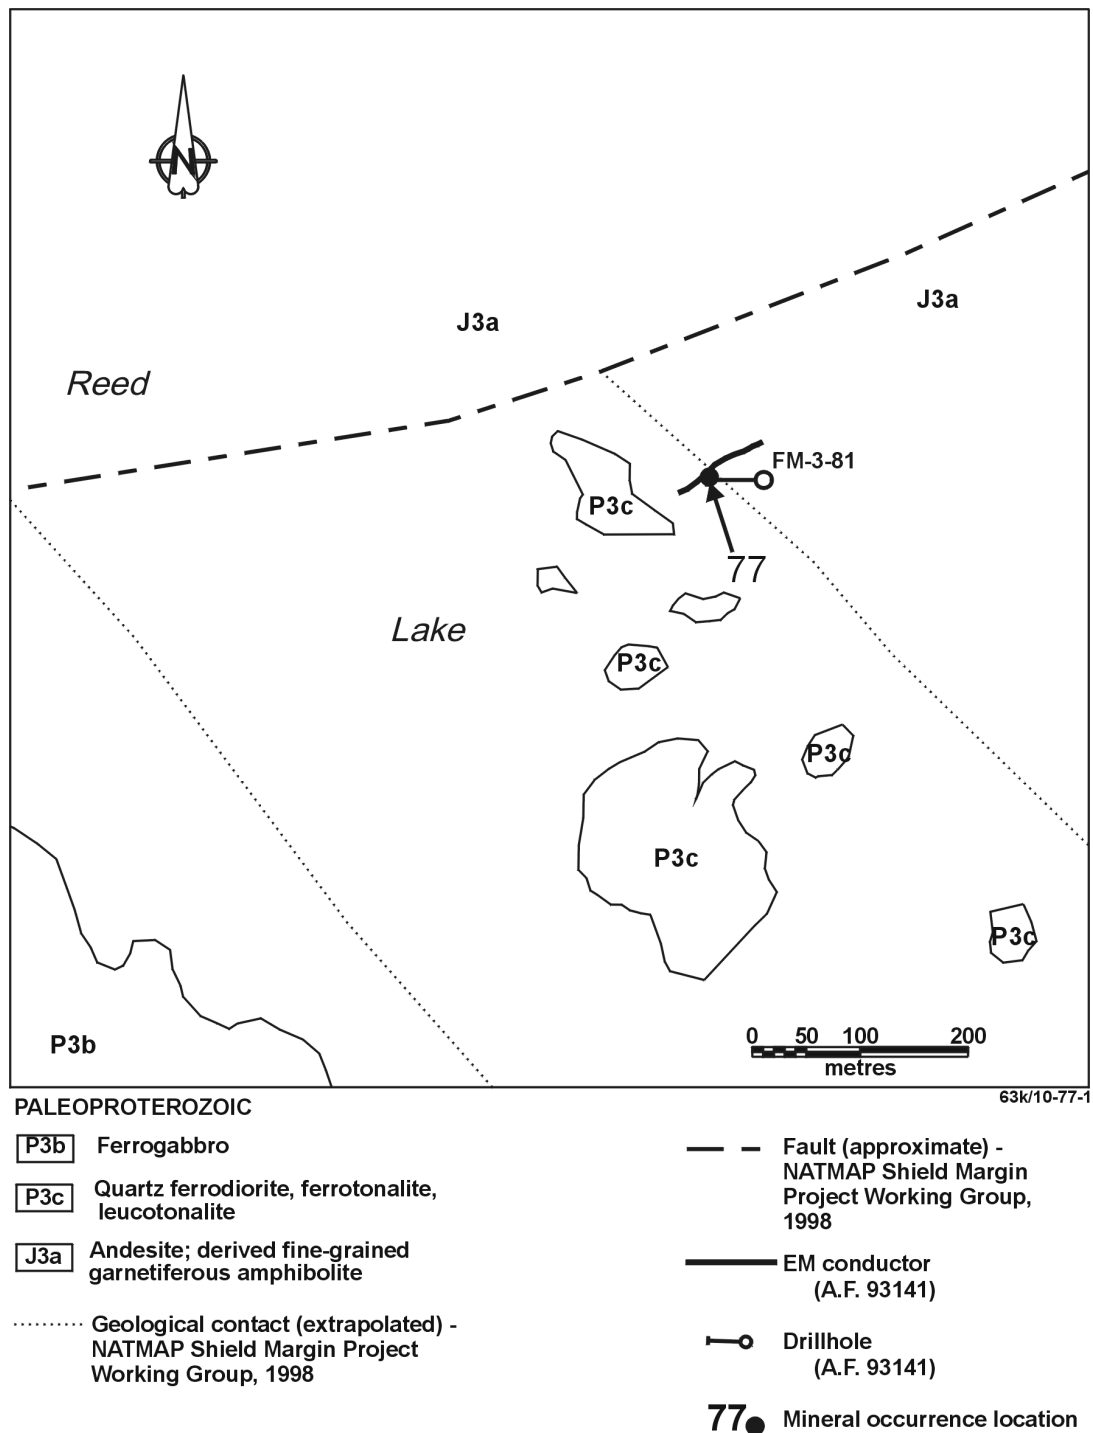 N
J3a
J3a
Reed
FM-3-81
P3c
77
Lake
P3c
P3c
P3c
P3c
P3b
0 50 100 200
metres
63k/10-77-1
PALEOPROTEROZOIC
P3b Ferrogabbro
P3c Quartz ferrodiorite, ferrotonalite,
leucotonalite
J3a Andesite; derived fine-grained
garnetiferous amphibolite
Geological contact (extrapolated) -
NATMAP Shield Margin Project
Working Group, 1998
Fault (approximate) -
NATMAP Shield Margin
Project Working Group,
1998
EM conductor
(A.F. 93141)
Drillhole
(A.F. 93141)
77 Mineral occurrence location